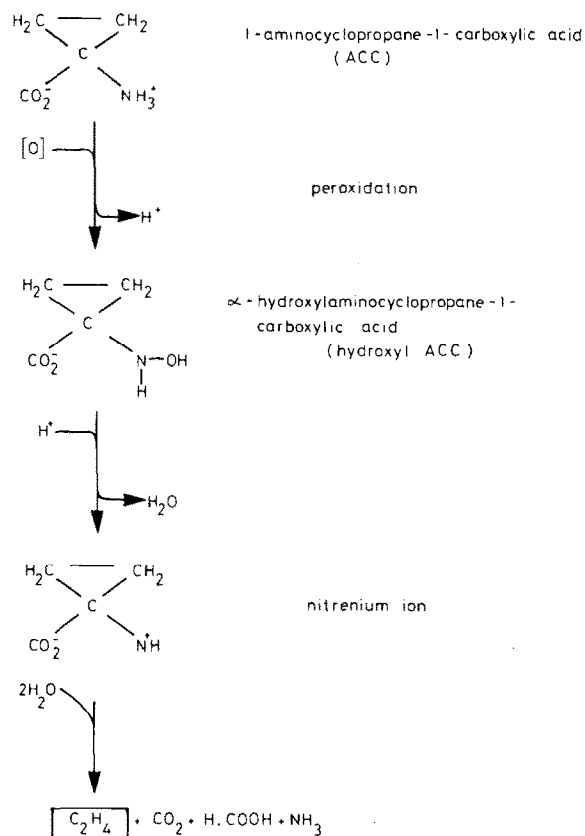 H₂C — CH₂ 1-aminocyclopropane-1-carboxylic acid
C (ACC)
CO₂⁻ NH₃⁺
[O]
peroxidation
H⁺
H₂C — CH₂ α-hydroxylaminocyclopropane-1-
C carboxylic acid
CO₂⁻ N—OH (hydroxyl ACC)
H
H⁺
H₂O
H₂C — CH₂
C nitrenium ion
CO₂⁻ N⁺H
2H₂O
C₂H₄ + CO₂ + H.COOH + NH₃